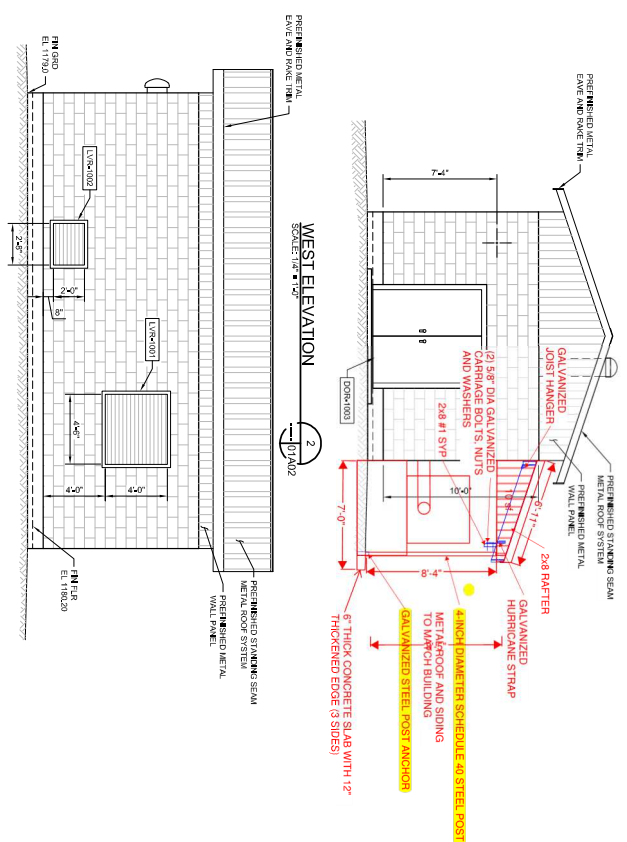 PREFINISHED METAL
EAVE AND RAKE TRIM
PREFINISHED STANDING SEAM
METAL ROOF SYSTEM
PREFINISHED METAL
WALL PANEL
7'-4"
10'-0"
DOR-1003
GALVANIZED
JOIST HANGER
(2) 5/8" DIA GALVANIZED
CARRIAGE BOLTS, NUTS
AND WASHERS
2x8 #1 SYP
6'-11"
2x8 RAFTER
GALVANIZED
HURRICANE STRAP
8'-4"
7'-0"
4-INCH DIAMETER SCHEDULE 40 STEEL POST
METAL ROOF AND SIDING
TO MATCH BUILDING
GALVANIZED STEEL POST ANCHOR
6" THICK CONCRETE SLAB WITH 12"
THICKENED EDGE (3 SIDES)
WEST ELEVATION
SCALE: 1/4" = 1'-0"
2
01A02
PREFINISHED METAL
EAVE AND RAKE TRIM
FIN GRD
EL 1179.0
LVR-1002
2'-8"
2'-0"
8"
LVR-1001
4'-6"
4'-0"
4'-0"
PREFINISHED STANDING SEAM
METAL ROOF SYSTEM
PREFINISHED METAL
WALL PANEL
FIN FLR
EL 1180.20